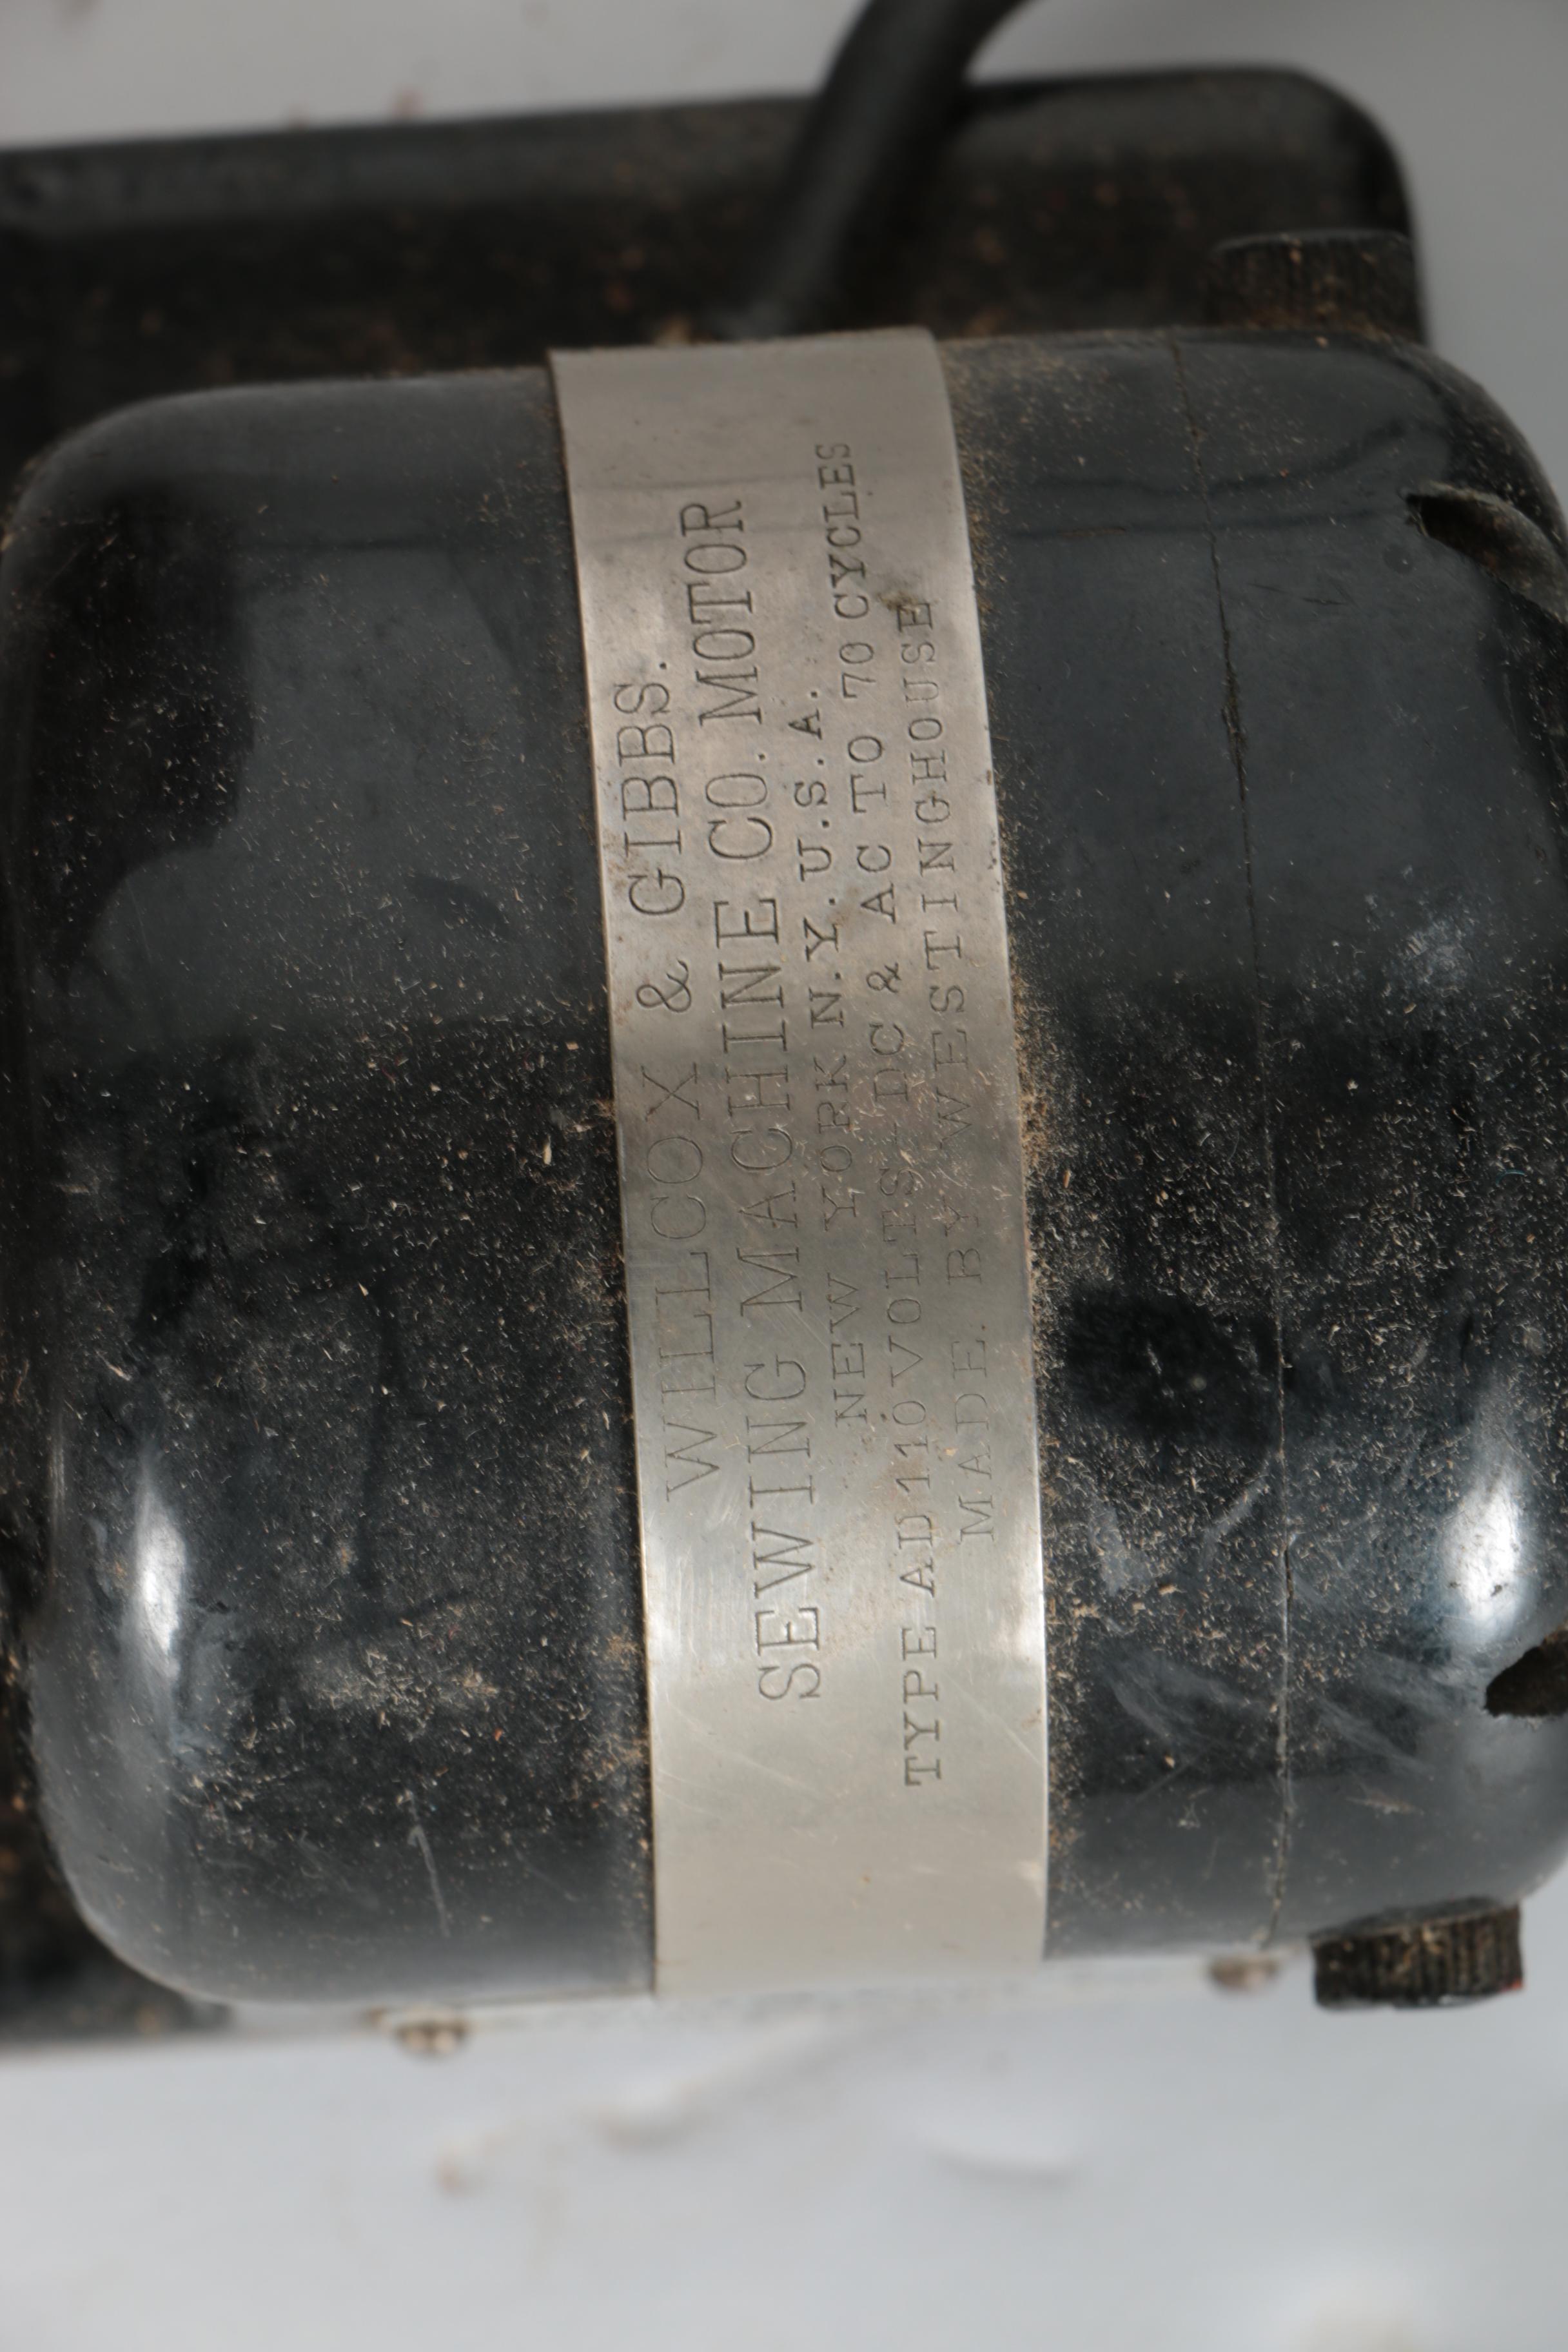 WILLCOX & GIBBS.
SEWING MACHINE CO. MOTOR
NEW YORK N.Y. U.S.A.
TYPE AD 110 VOLTS-DC & AC TO 70 CYCLES
MADE. BY WESTINGHOUSE